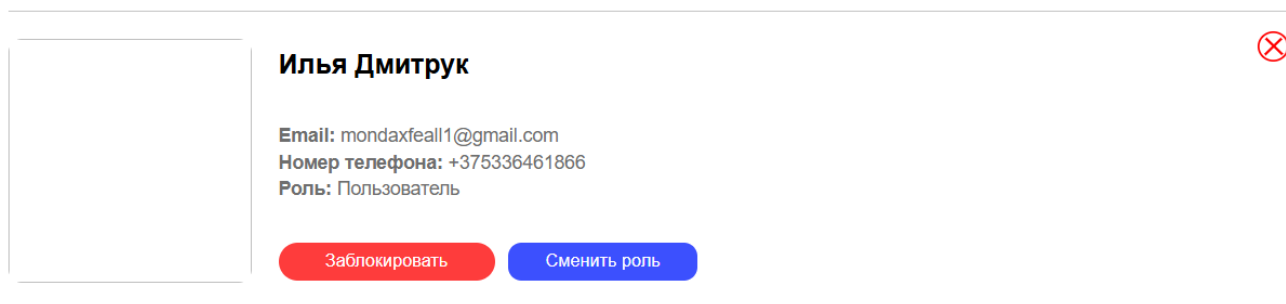 Илья Дмитрук
Email: mondaxfeall1@gmail.com
Номер телефона: +375336461866
Роль: Пользователь
Заблокировать Сменить роль